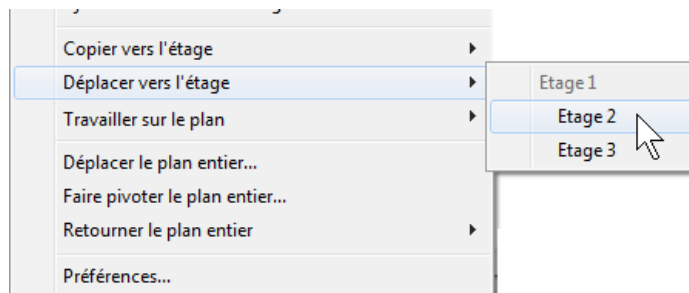 Copier vers l'étage
Déplacer vers l'étage
Etage 1
Travailler sur le plan
Etage 2
Etage 3
Déplacer le plan entier...
Faire pivoter le plan entier...
Retourner le plan entier
Préférences...